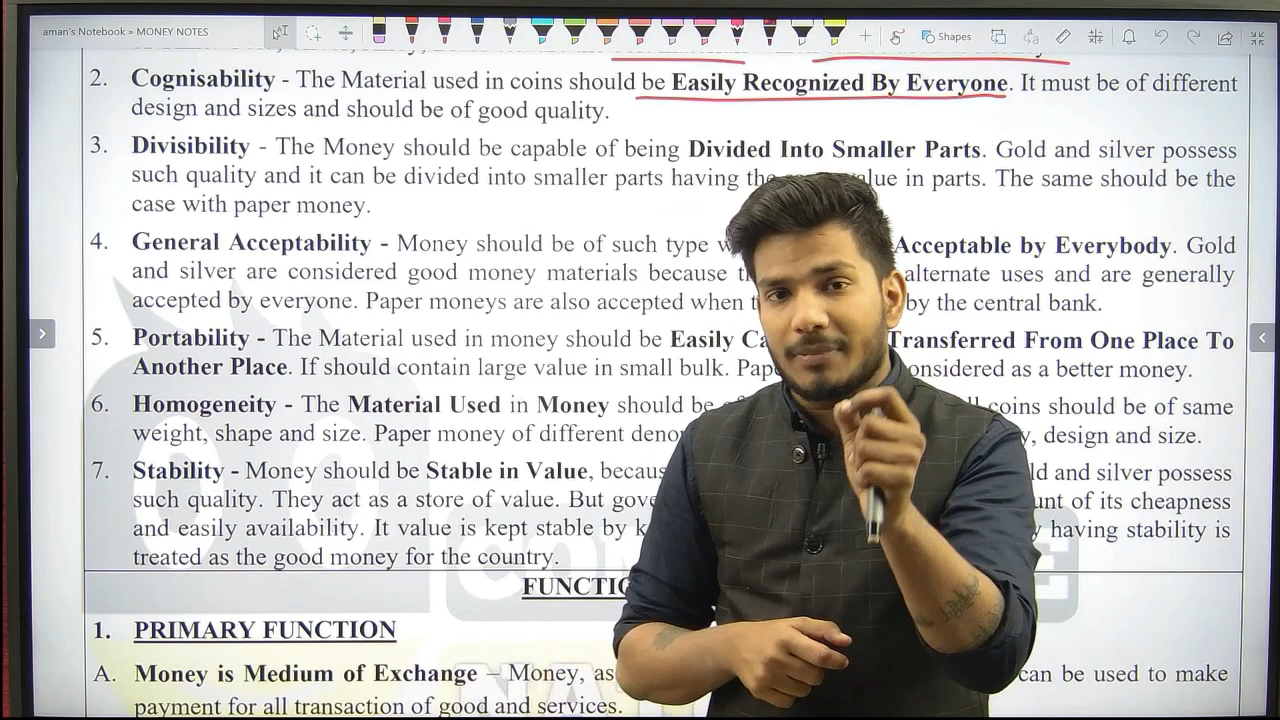 aman's Notebook » MONEY NOTES
Shapes
2. Cognisability - The Material used in coins should be Easily Recognized By Everyone. It must be of different
design and sizes and should be of good quality.
3. Divisibility - The Money should be capable of being Divided Into Smaller Parts. Gold and silver possess
such quality and it can be divided into smaller parts having the value in parts. The same should be the
case with paper money.
4. General Acceptability - Money should be of such type Acceptable by Everybody. Gold
and silver are considered good money materials because alternate uses and are generally
accepted by everyone. Paper moneys are also accepted when by the central bank.
5. Portability - The Material used in money should be Easily Transferred From One Place To
Another Place. If should contain large value in small bulk. considered as a better money.
6. Homogeneity - The Material Used in Money should be coins should be of same
weight, shape and size. Paper money of different design and size.
7. Stability - Money should be Stable in Value, and silver possess
such quality. They act as a store of value. But of its cheapness
and easily availability. It value is kept stable by having stability is
treated as the good money for the country.
1. PRIMARY FUNCTION
A. Money is Medium of Exchange – Money, as can be used to make
payment for all transaction of good and services.